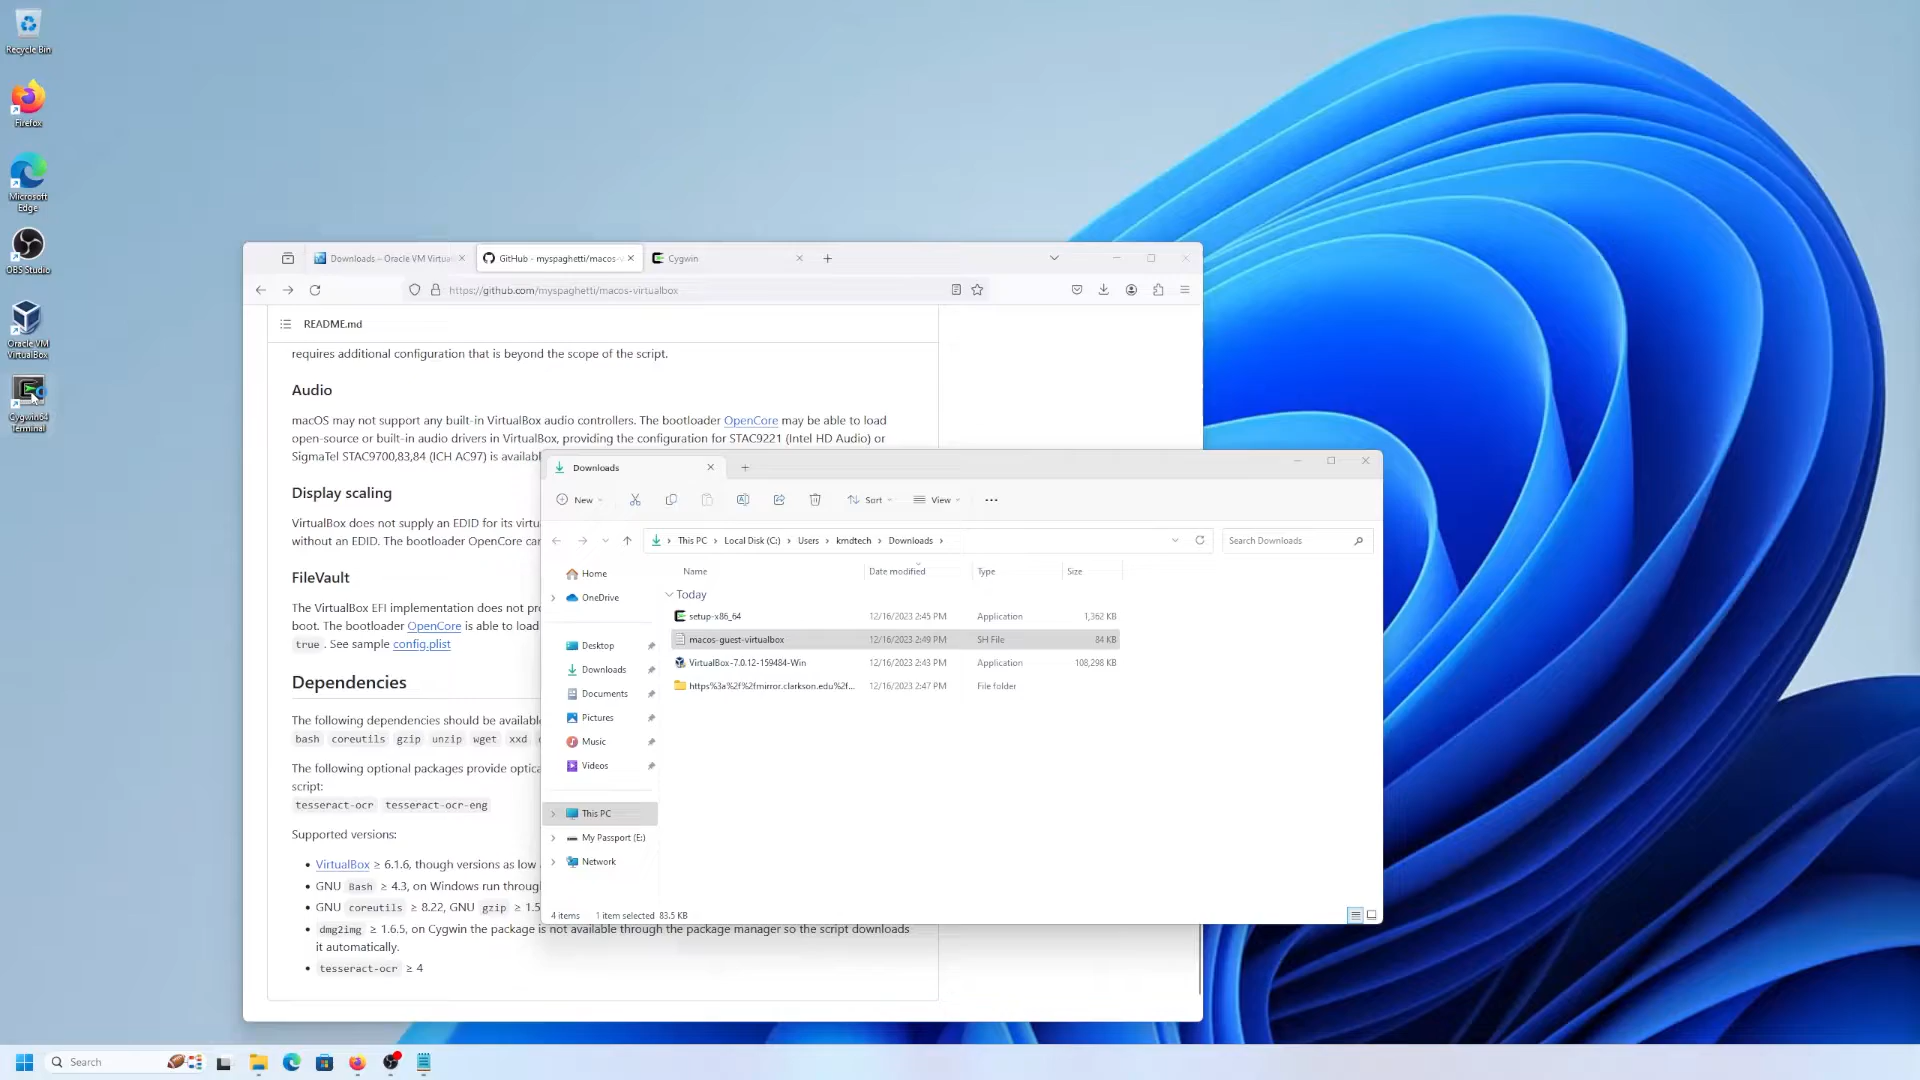 Recycle Bin
Firefox
Microsoft
Edge
OBS Studio
Oracle VM
VirtualBox
Cygwin64
Terminal
Downloads – Oracle VM Virtua
GitHub - myspaghetti/macos-v
Cygwin
https://github.com/myspaghetti/macos-virtualbox
README.md
requires additional configuration that is beyond the scope of the script.
Audio
macOS may not support any built-in VirtualBox audio controllers. The bootloader OpenCore may be able to load
open-source or built-in audio drivers in VirtualBox, providing the configuration for STAC9221 (Intel HD Audio) or
SigmaTel STAC9700,83,84 (ICH AC97) is availab
Display scaling
VirtualBox does not supply an EDID for its virtu
without an EDID. The bootloader OpenCore can
FileVault
The VirtualBox EFI implementation does not pro
boot. The bootloader OpenCore is able to load
true . See sample config.plist
Dependencies
The following dependencies should be availabl
bash coreutils gzip unzip wget xxd
The following optional packages provide optica
script:
tesseract-ocr tesseract-ocr-eng
Supported versions:
• VirtualBox ≥ 6.1.6, though versions as low
• GNU Bash ≥ 4.3, on Windows run through
• GNU coreutils ≥ 8.22, GNU gzip ≥ 1.5
• dmg2img ≥ 1.6.5, on Cygwin the package is not available through the package manager so the script downloads
it automatically.
• tesseract-ocr ≥ 4
Downloads
New
Sort
View
This PC > Local Disk (C:) > Users > kmdtech > Downloads >
Search Downloads
Home
OneDrive
Desktop
Downloads
Documents
Pictures
Music
Videos
This PC
My Passport (E:)
Network
Name Date modified Type Size
Today
setup-x86_64 12/16/2023 2:45 PM Application 1,362 KB
macos-guest-virtualbox 12/16/2023 2:49 PM SH File 84 KB
VirtualBox-7.0.12-159484-Win 12/16/2023 2:43 PM Application 108,298 KB
https%3a%2f%2fmirror.clarkson.edu%2f... 12/16/2023 2:47 PM File folder
4 items 1 item selected 83.5 KB
Search